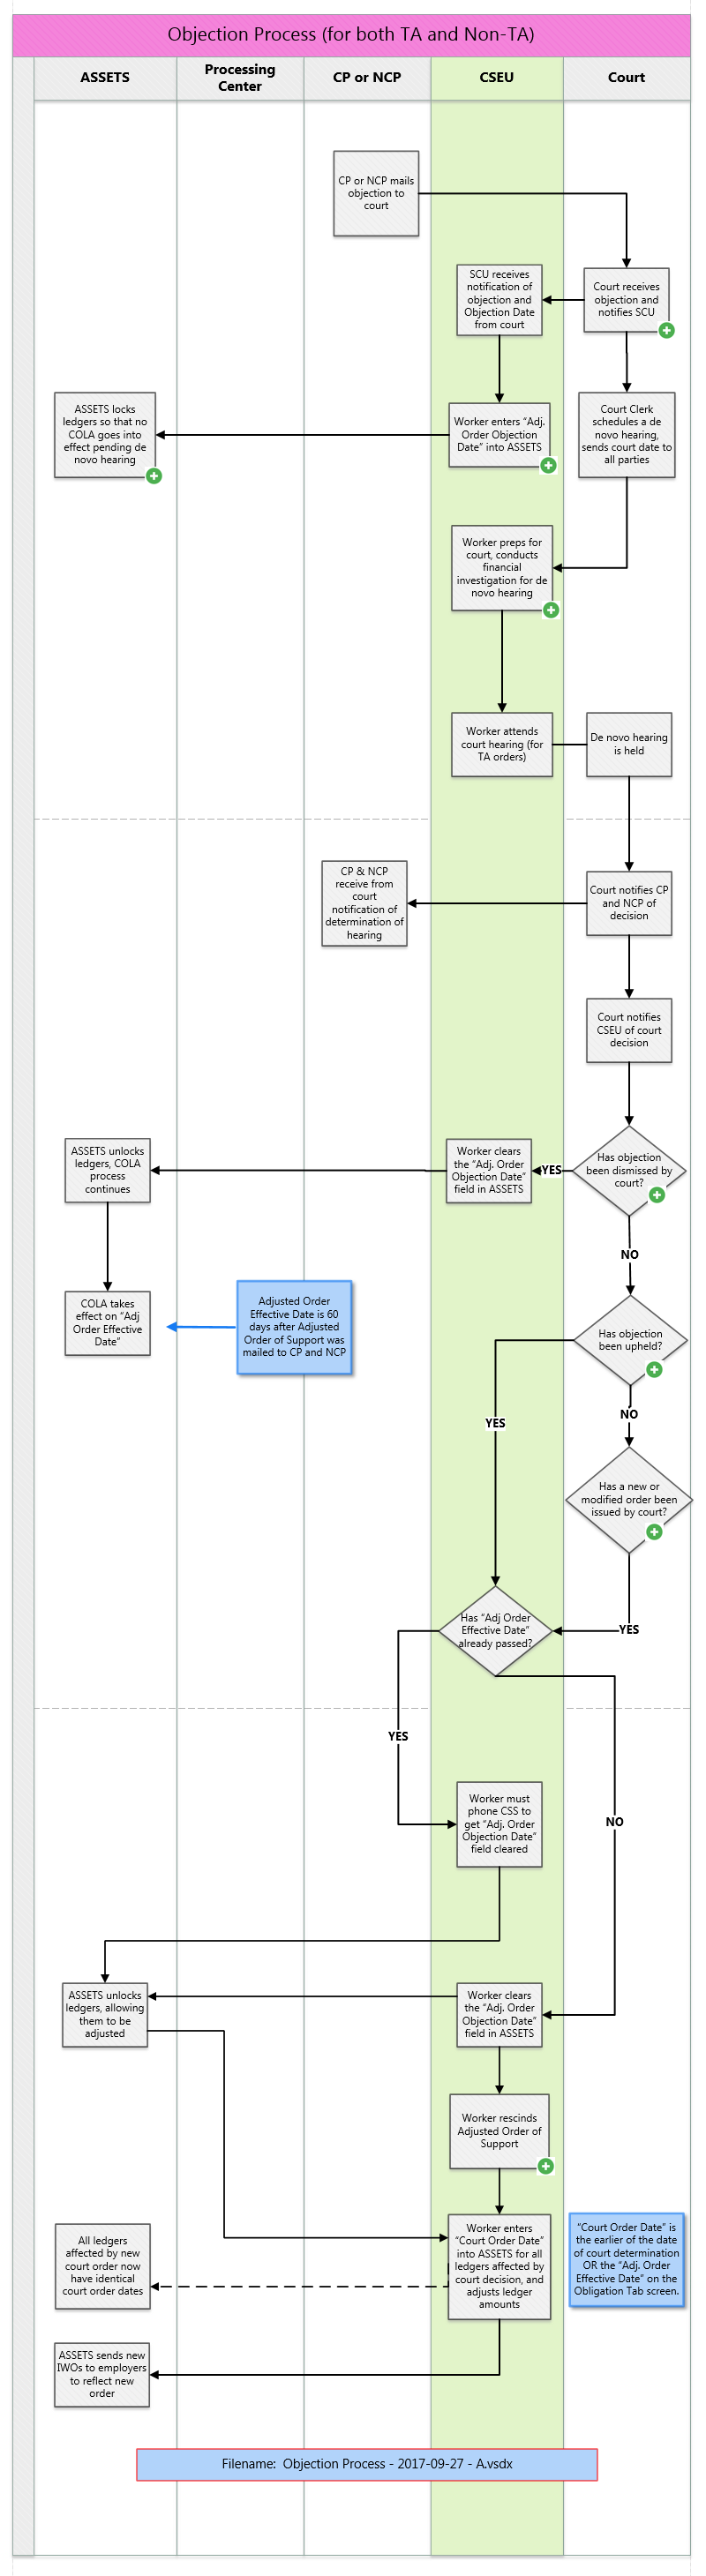 Objection Process (for both TA and Non-TA)
ASSETS
Processing
Center
CP or NCP
CSEU
Court
CP or NCP mails
objection to
court
SCU receives
notification of
objection and
Objection Date
from court
Court receives
objection and
notifies SCU
ASSETS locks
ledgers so that no
COLA goes into
effect pending de
novo hearing
Worker enters “Adj.
Order Objection
Date” into ASSETS
Court Clerk
schedules a de
novo hearing,
sends court date to
all parties
Worker preps for
court, conducts
financial
investigation for de
novo hearing
Worker attends
court hearing (for
TA orders)
De novo hearing
is held
CP & NCP
receive from
court
notification of
determination of
hearing
Court notifies CP
and NCP of
decision
Court notifies
CSEU of court
decision
ASSETS unlocks
ledgers, COLA
process
continues
Worker clears
the “Adj. Order
Objection Date”
field in ASSETS
YES
Has objection
been dismissed by
court?
NO
COLA takes
effect on “Adj
Order Effective
Date”
Adjusted Order
Effective Date is 60
days after Adjusted
Order of Support was
mailed to CP and NCP
Has objection
been upheld?
YES
NO
Has a new or
modified order been
issued by court?
Has “Adj Order
Effective Date”
already passed?
YES
YES
Worker must
phone CSS to
get “Adj. Order
Objection Date”
field cleared
NO
ASSETS unlocks
ledgers, allowing
them to be
adjusted
Worker clears
the “Adj. Order
Objection Date”
field in ASSETS
Worker rescinds
Adjusted Order of
Support
All ledgers
affected by new
court order now
have identical
court order dates
Worker enters
“Court Order Date”
into ASSETS for all
ledgers affected by
court decision, and
adjusts ledger
amounts
“Court Order Date” is
the earlier of the date
of court determination
OR the “Adj. Order
Effective Date” on the
Obligation Tab screen.
ASSETS sends new
IWOs to employers
to reflect new
order
Filename:  Objection Process - 2017-09-27 - A.vsdx